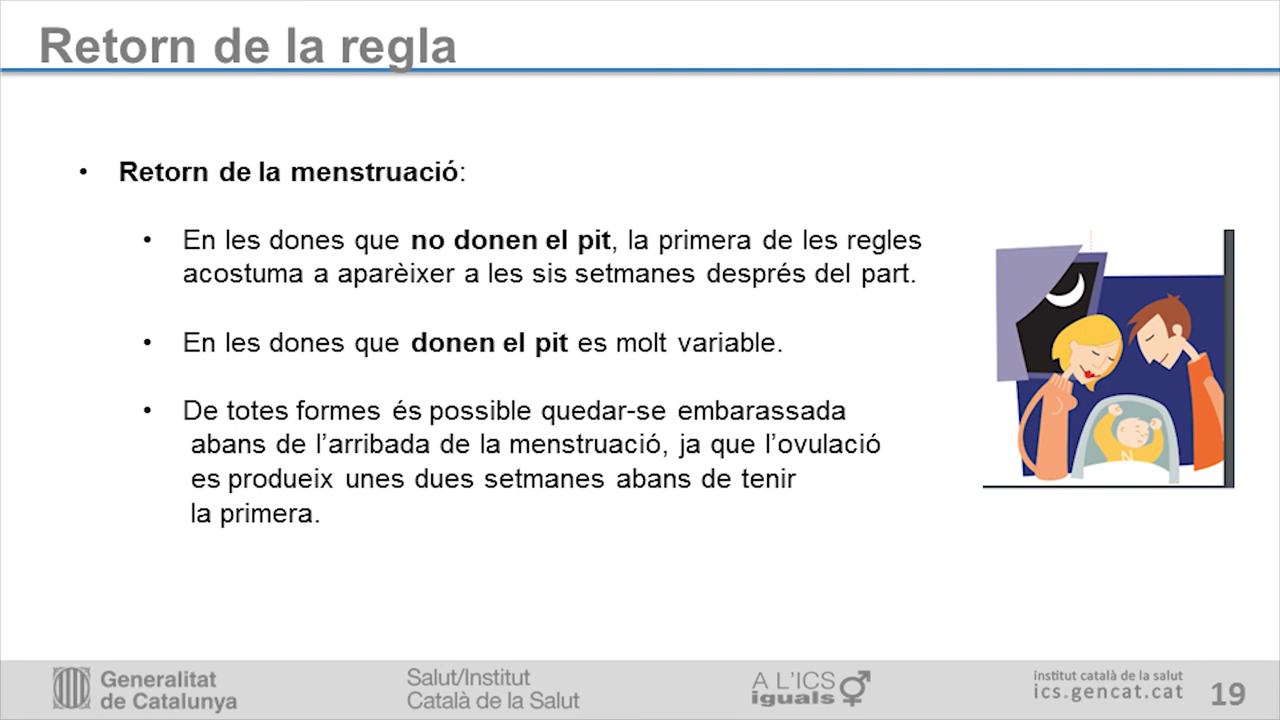 Retorn de la regla
• Retorn de la menstruació:
• En les dones que no donen el pit, la primera de les regles
acostuma a aparèixer a les sis setmanes després del part.
• En les dones que donen el pit es molt variable.
• De totes formes és possible quedar-se embarassada
abans de l’arribada de la menstruació, ja que l’ovulació
es produeix unes dues setmanes abans de tenir
la primera.
N
Generalitat
de Catalunya
Salut/Institut
Català de la Salut
A L'ICS
iguals
institut català de la salut
ics.gencat.cat
19